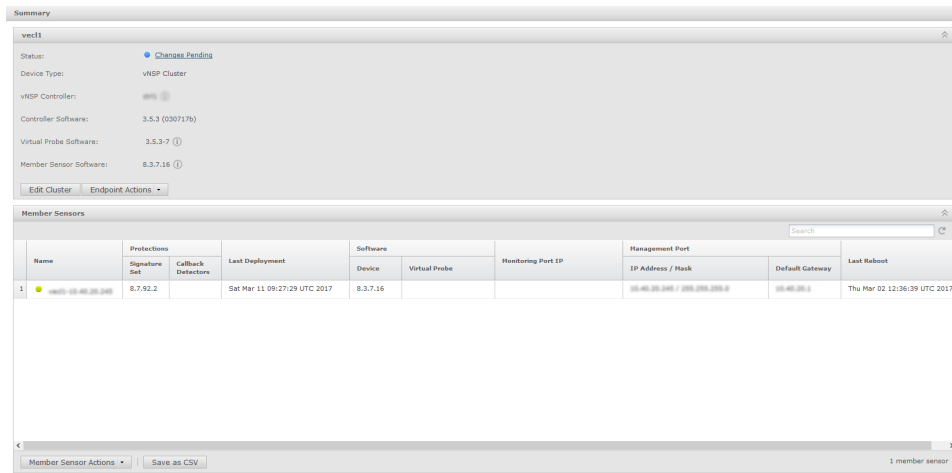 Summary
vecl1
Status: Changes Pending
Device Type: vNSP Cluster
vNSP Controller:
Controller Software: 3.5.3 (030717b)
Virtual Probe Software: 3.5.3-7
Member Sensor Software: 8.3.7.16
Edit Cluster Endpoint Actions
Member Sensors
Search
Name Protections Last Deployment Software Monitoring Port IP Management Port Last Reboot
Signature Set Callback Detectors Device Virtual Probe IP Address / Mask Default Gateway
1 8.7.92.2 Sat Mar 11 09:27:29 UTC 2017 8.3.7.16 Thu Mar 02 12:36:39 UTC 2017
Member Sensor Actions Save as CSV 1 member sensor